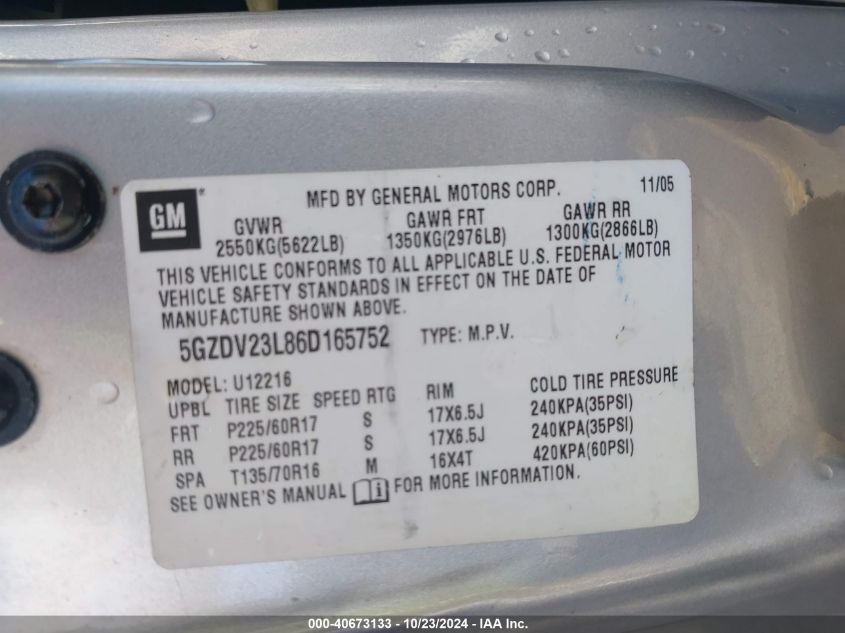 GM ® MFD BY GENERAL MOTORS CORP. 11/05
GVWR GAWR FRT GAWR RR
2550KG(5622LB) 1350KG(2976LB) 1300KG(2866LB)
THIS VEHICLE CONFORMS TO ALL APPLICABLE U.S. FEDERAL MOTOR
VEHICLE SAFETY STANDARDS IN EFFECT ON THE DATE OF
MANUFACTURE SHOWN ABOVE.
5GZDV23L86D165752 TYPE: M.P.V.
MODEL: U12216
UPBL TIRE SIZE SPEED RTG RIM COLD TIRE PRESSURE
FRT P225/60R17 S 17X6.5J 240KPA(35PSI)
RR P225/60R17 S 17X6.5J 240KPA(35PSI)
SPA T135/70R16 M 16X4T 420KPA(60PSI)
SEE OWNER'S MANUAL i FOR MORE INFORMATION.
000-40673133 - 10/23/2024 - IAA Inc.